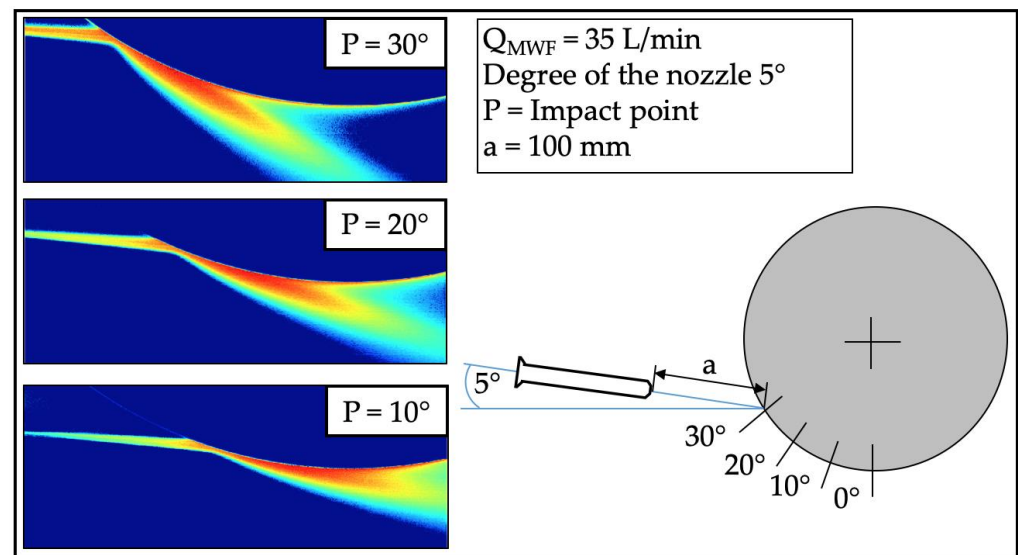 P = 30°
P = 20°
P = 10°
Q_MWF = 35 L/min
Degree of the nozzle 5°
P = Impact point
a = 100 mm
5°
a
30°
20°
10°
0°